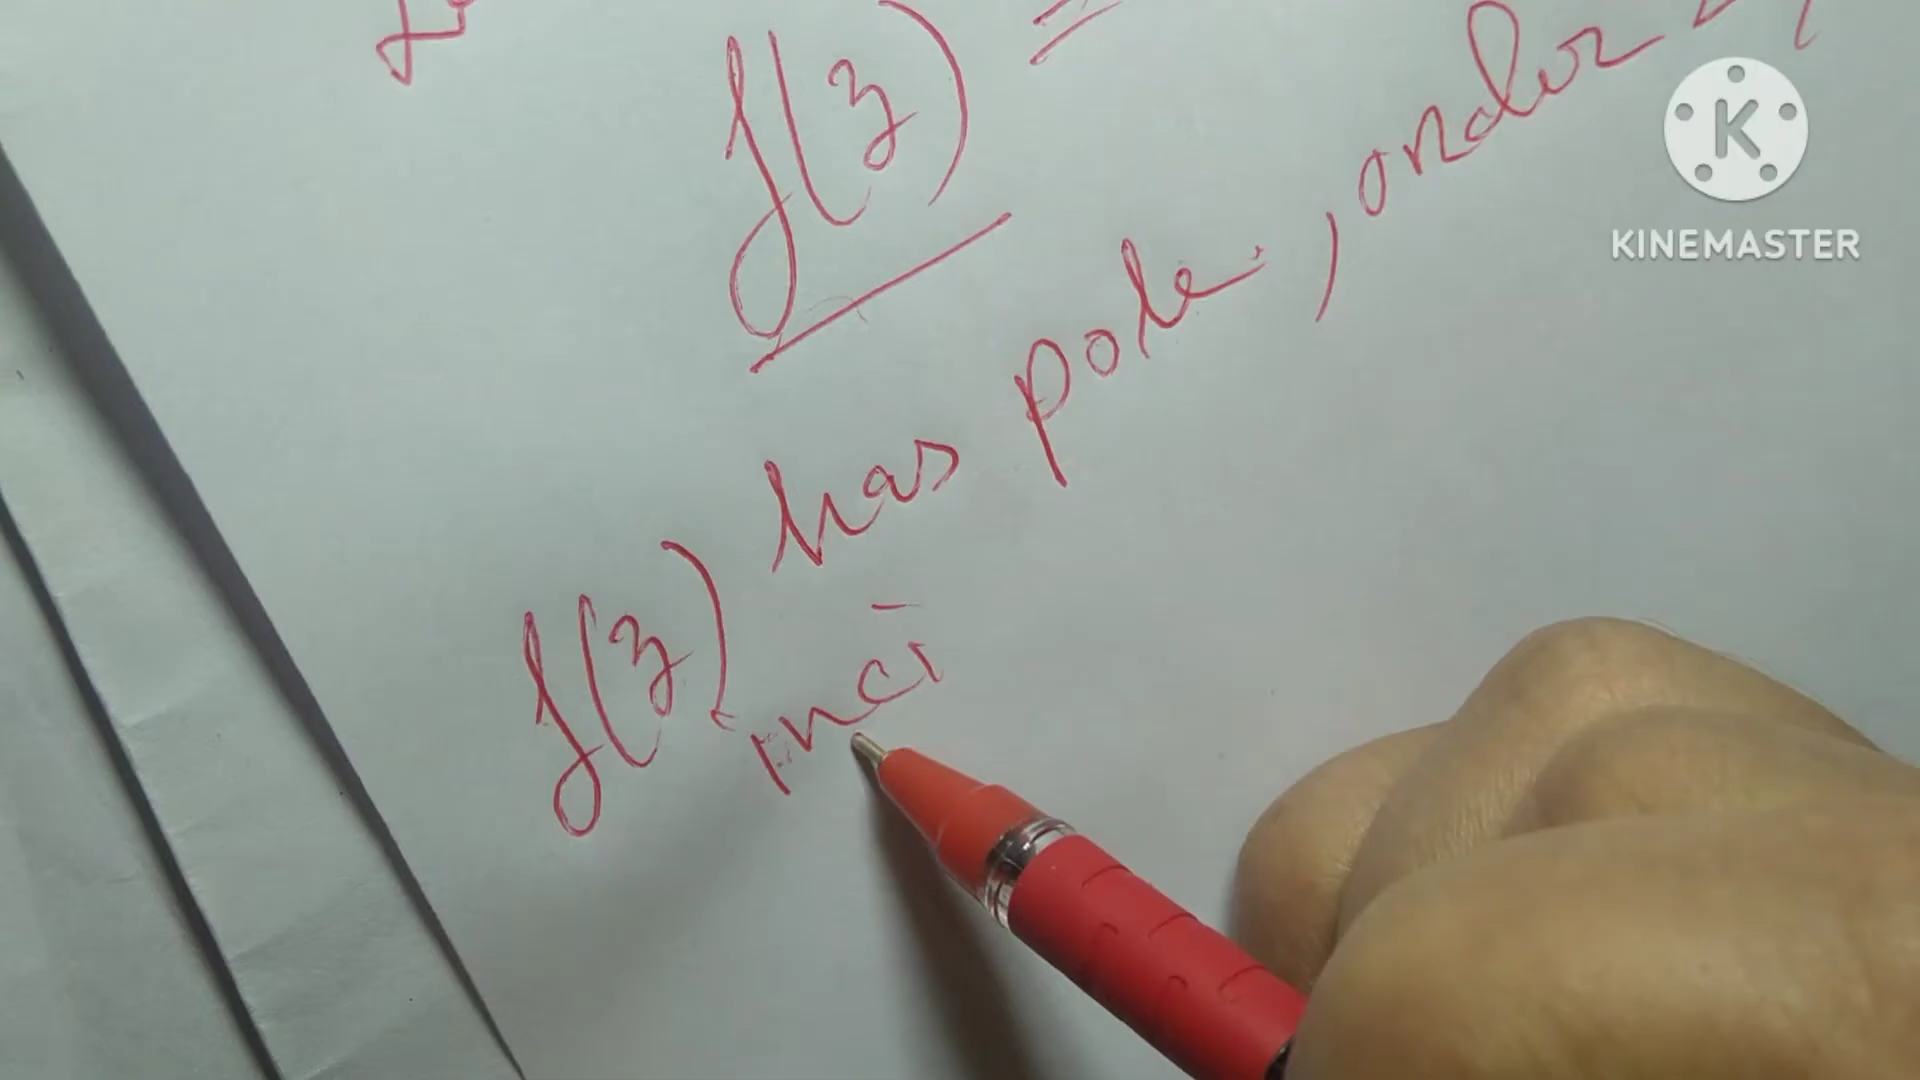 f(z) =
f(z) has pole, order
K
KINEMASTER